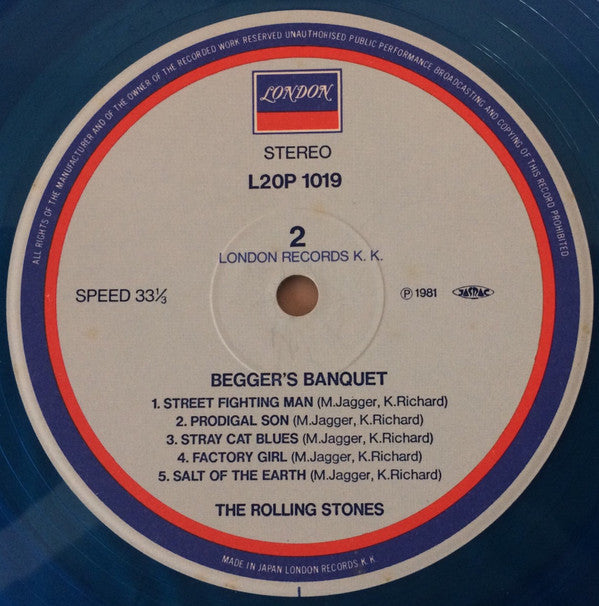 ALL RIGHTS OF THE MANUFACTURER AND OF THE OWNER OF THE RECORDED WORK RESERVED UNAUTHORISED PUBLIC PERFORMANCE BROADCASTING AND COPYING OF THIS RECORD PROHIBITED
LONDON
STEREO
L20P 1019
2
LONDON RECORDS K. K.
SPEED 33⅓
℗ 1981 JASRAC
BEGGER'S BANQUET
1. STREET FIGHTING MAN (M.Jagger, K.Richard)
2. PRODIGAL SON (M.Jagger, K.Richard)
3. STRAY CAT BLUES (M.Jagger, K.Richard)
4. FACTORY GIRL (M.Jagger, K.Richard)
5. SALT OF THE EARTH (M.Jagger, K.Richard)
THE ROLLING STONES
MADE IN JAPAN LONDON RECORDS K. K.